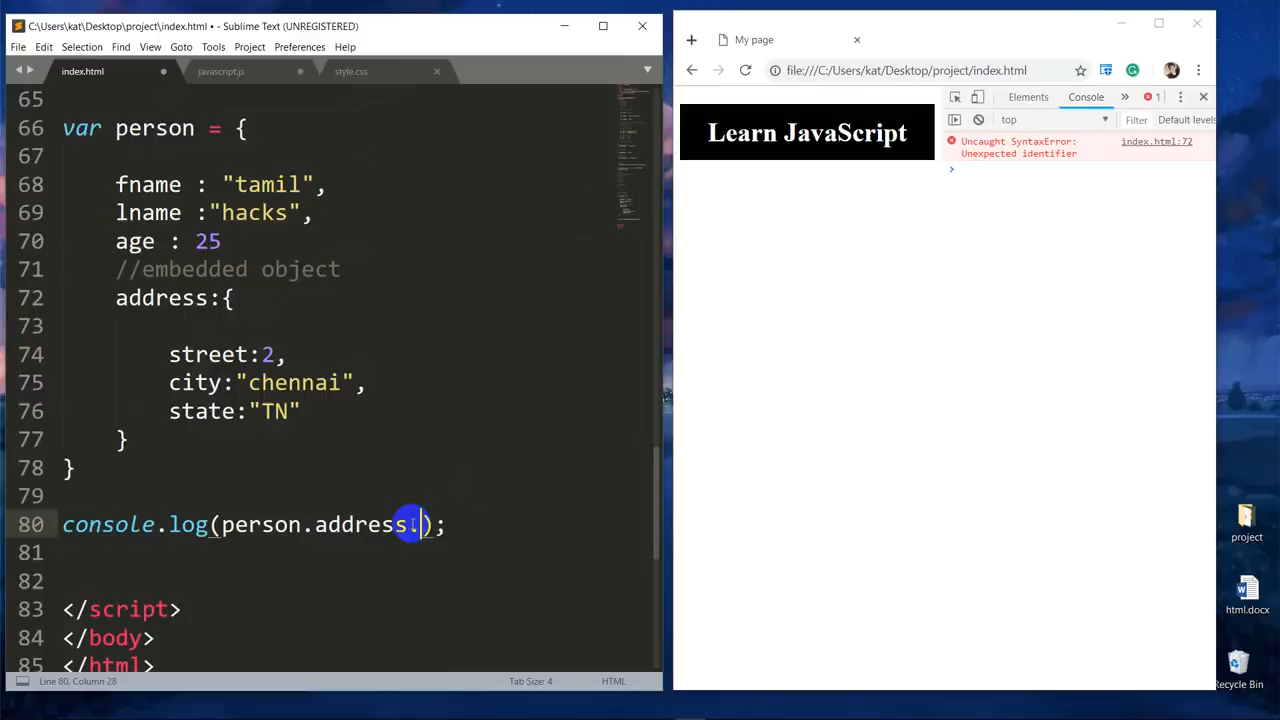 C:\Users\kat\Desktop\project\index.html • - Sublime Text (UNREGISTERED)
File Edit Selection Find View Goto Tools Project Preferences Help
index.html javascript.js style.css
65
66 var person = {
67
68 fname : "tamil",
69 lname :"hacks",
70 age : 25
71 //embedded object
72 address:{
73
74 street:2,
75 city:"chennai",
76 state:"TN"
77 }
78 }
79
80 console.log(person.address.);
81
82
83 </script>
84 </body>
85 </html>
Line 80, Column 28 Tab Size: 4 HTML
My page
file:///C:/Users/kat/Desktop/project/index.html
Learn JavaScript
Elements Console » 1
top Filter Default levels
Uncaught SyntaxError: index.html:72
Unexpected identifier
project
html.docx
Recycle Bin